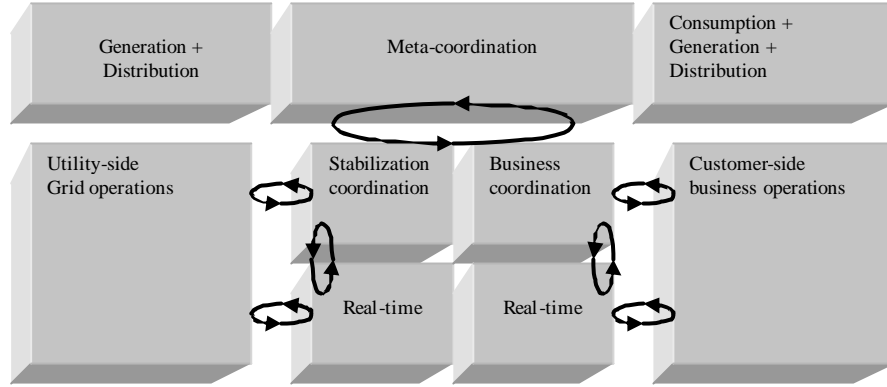 Generation +
Distribution
Meta-coordination
Consumption +
Generation +
Distribution
Utility-side
Grid operations
Stabilization
coordination
Business
coordination
Customer-side
business operations
Real-time
Real-time